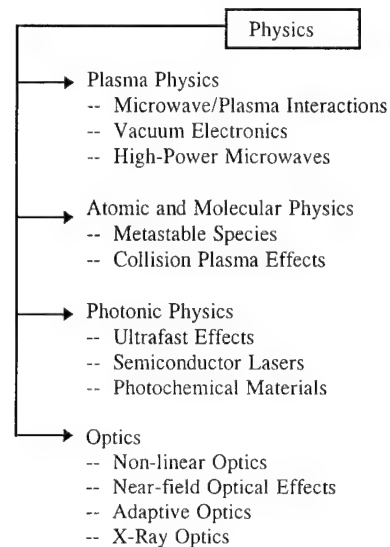 Physics
Plasma Physics
-- Microwave/Plasma Interactions
-- Vacuum Electronics
-- High-Power Microwaves
Atomic and Molecular Physics
-- Metastable Species
-- Collision Plasma Effects
Photonic Physics
-- Ultrafast Effects
-- Semiconductor Lasers
-- Photochemical Materials
Optics
-- Non-linear Optics
-- Near-field Optical Effects
-- Adaptive Optics
-- X-Ray Optics